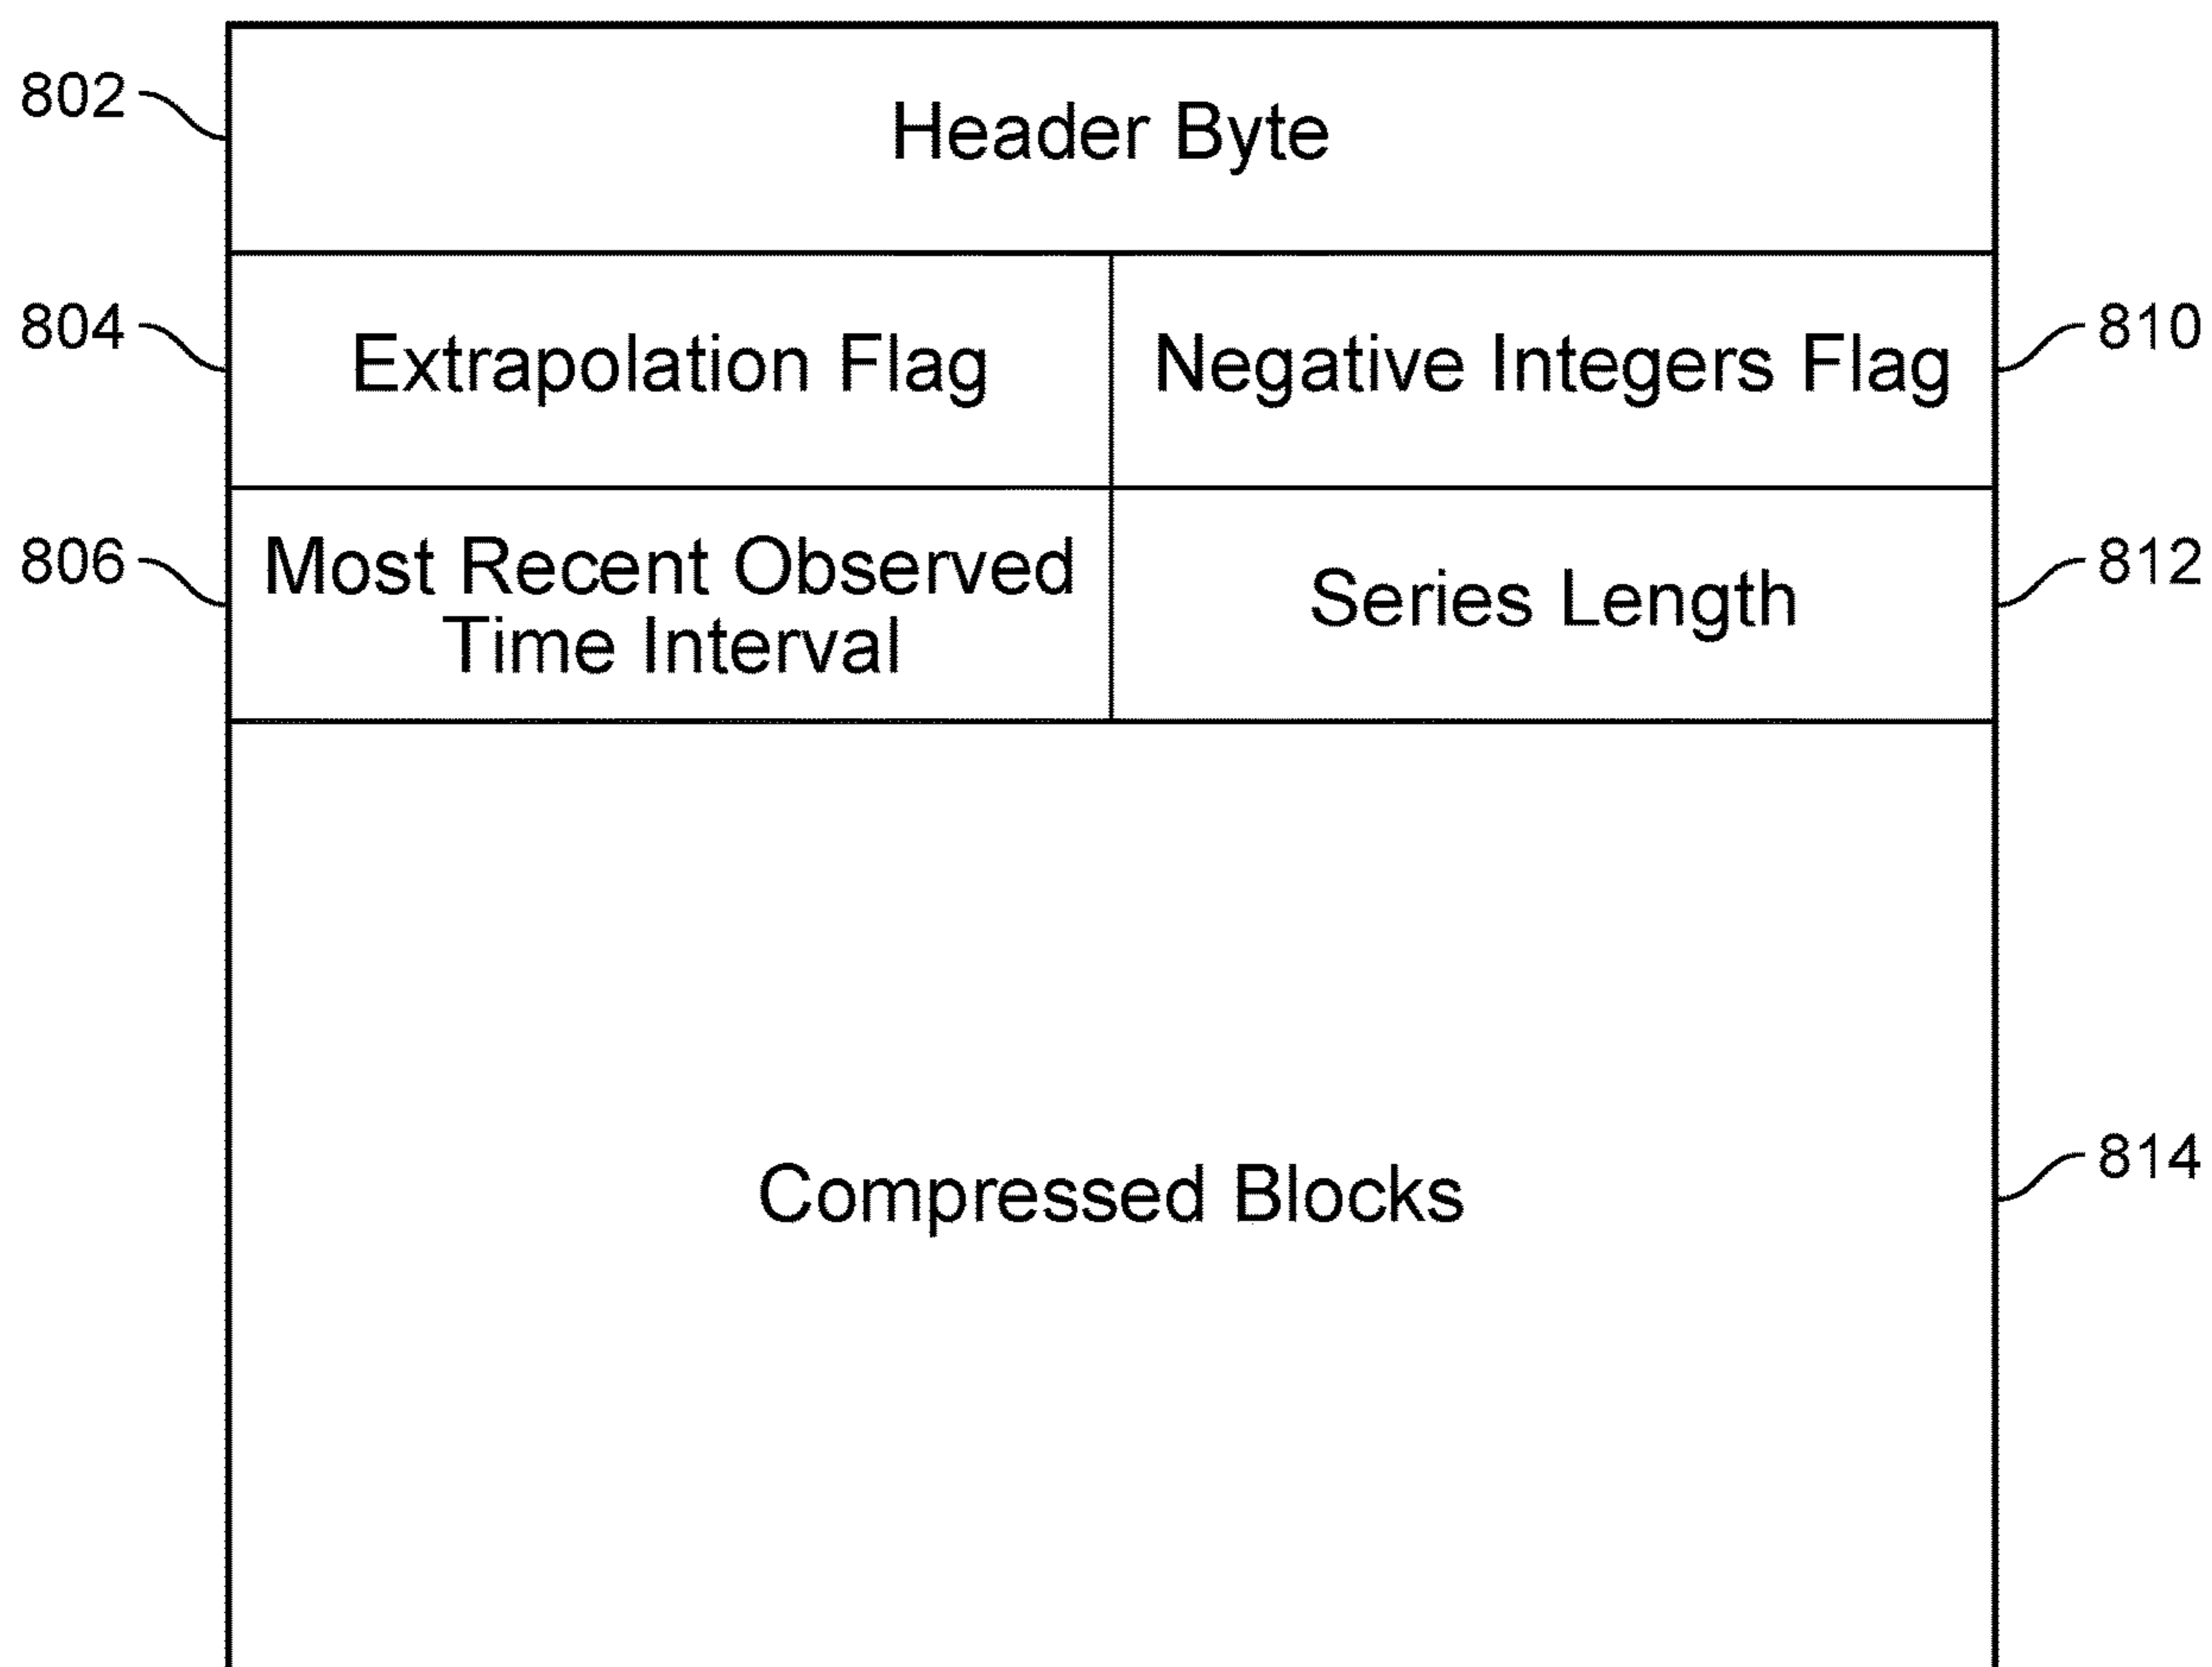 802
Header Byte
804
Extrapolation Flag
Negative Integers Flag
810
806
Most Recent Observed
Time Interval
Series Length
812
Compressed Blocks
814